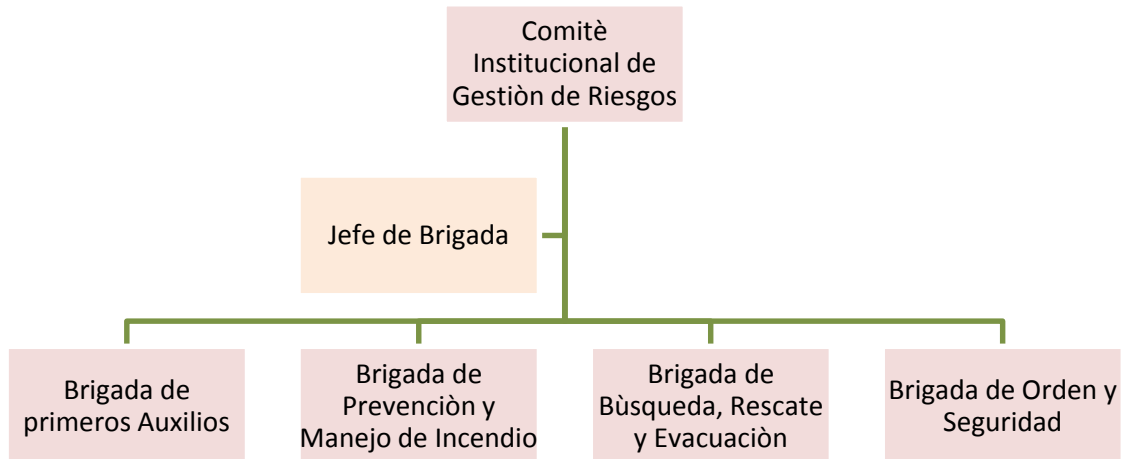 Comitè
Institucional de
Gestiòn de Riesgos
Jefe de Brigada
Brigada de
primeros Auxilios
Brigada de
Prevenciòn y
Manejo de Incendio
Brigada de
Bùsqueda, Rescate
y Evacuaciòn
Brigada de Orden y
Seguridad